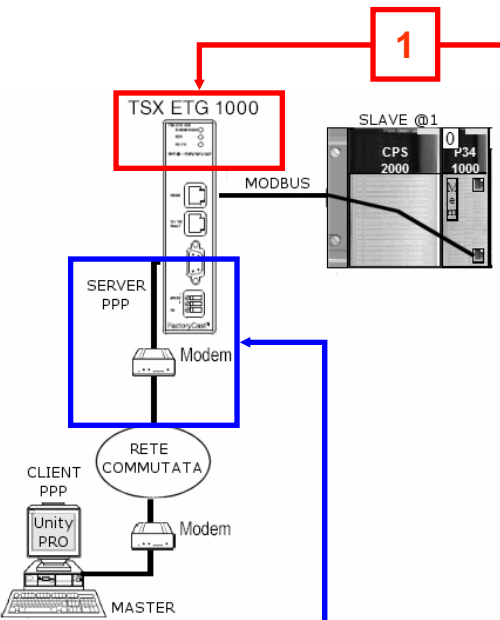 1
TSX ETG 1000
SLAVE @1
0
CPS
2000
P34
1000
Mem
MODBUS
FactoryCast
SERVER
PPP
Modem
RETE
COMMUTATA
CLIENT
PPP
Unity
PRO
Modem
MASTER